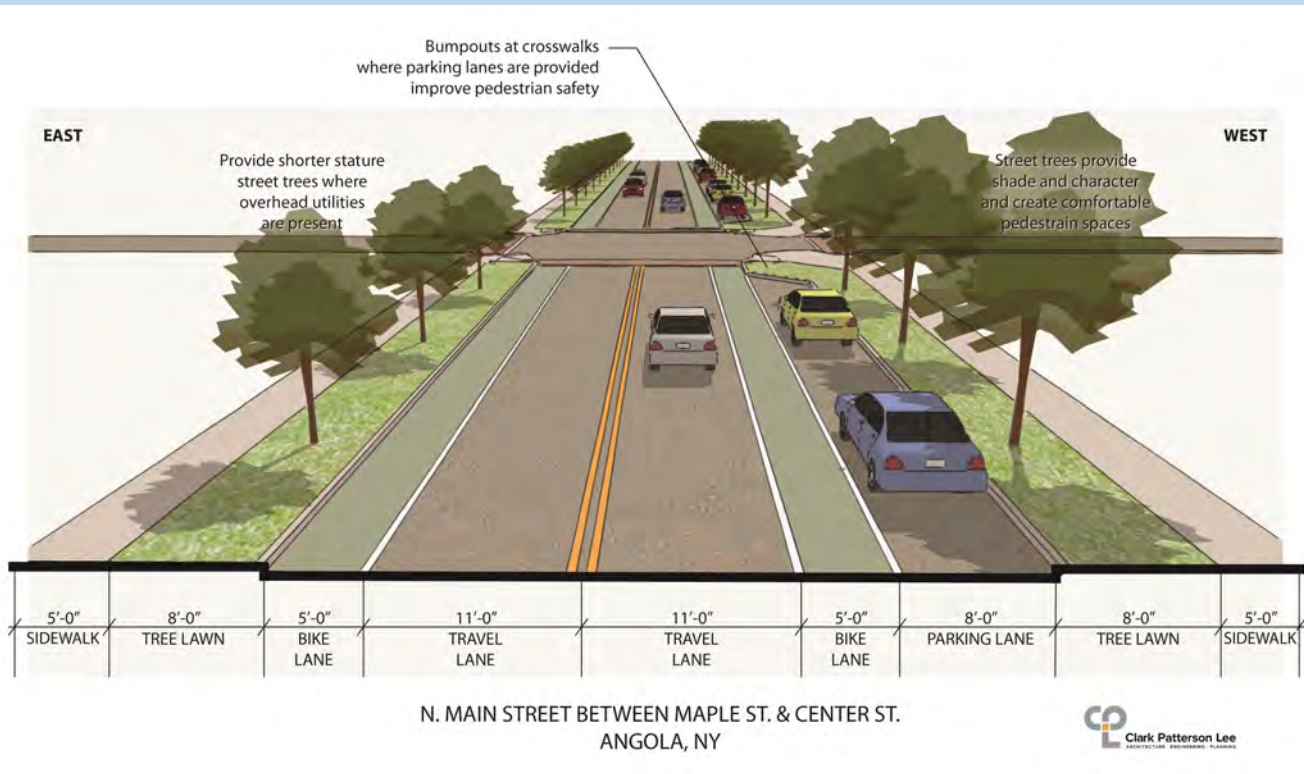 Bumpouts at crosswalks
where parking lanes are provided
improve pedestrian safety
EAST
WEST
Provide shorter stature
street trees where
overhead utilities
are present
Street trees provide
shade and character
and create comfortable
pedestrain spaces
5'-0" 8'-0" 5'-0" 11'-0" 11'-0" 5'-0" 8'-0" 8'-0" 5'-0"
SIDEWALK TREE LAWN BIKE TRAVEL TRAVEL BIKE PARKING LANE TREE LAWN SIDEWALK
LANE LANE LANE LANE
N. MAIN STREET BETWEEN MAPLE ST. & CENTER ST.
ANGOLA, NY
CPL
Clark Patterson Lee
ARCHITECTURE ENGINEERING PLANNING